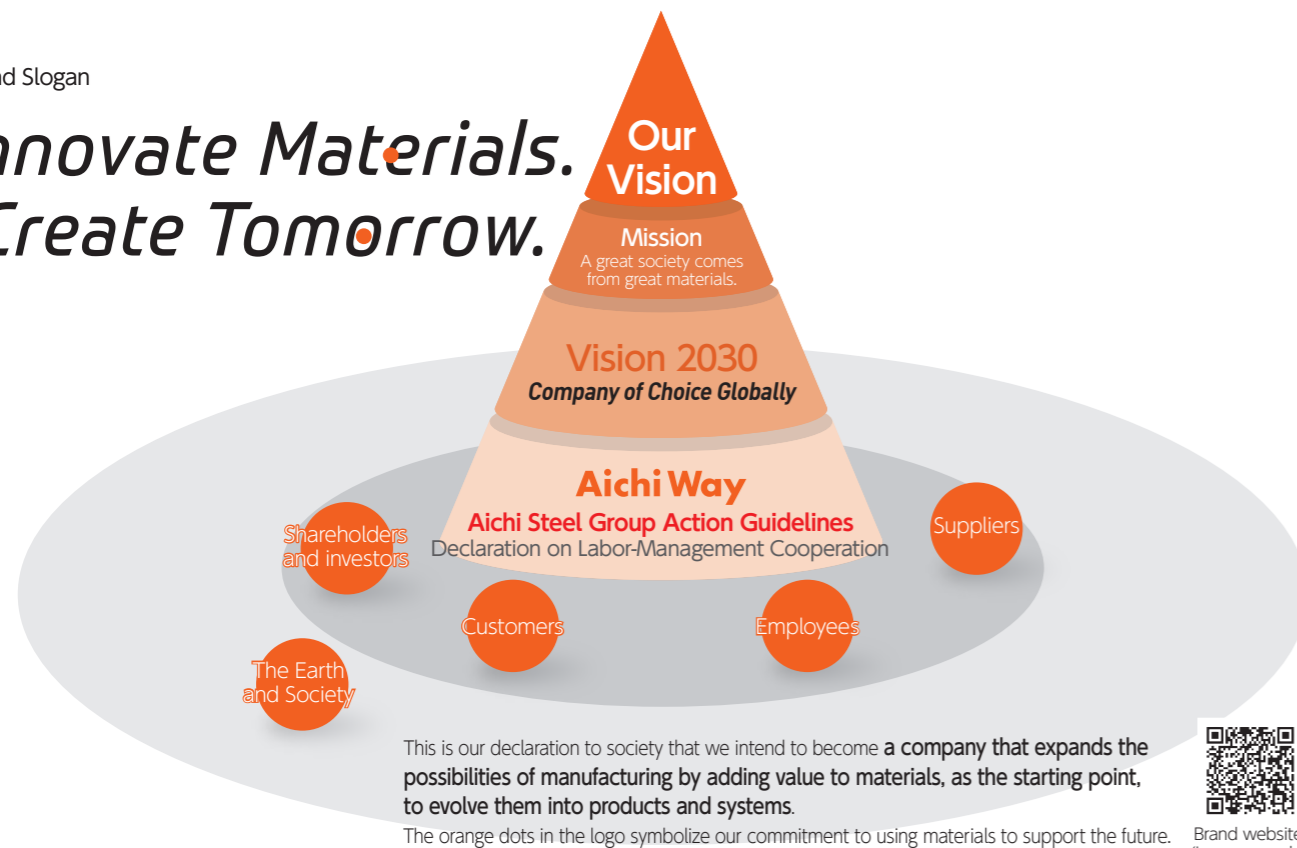 nd Slogan
nnovate Materials.
Create Tomorrow.
Our
Vision
Mission
A great society comes
from great materials.
Vision 2030
Company of Choice Globally
Aichi Way
Aichi Steel Group Action Guidelines
Declaration on Labor-Management Cooperation
Shareholders
and investors
Suppliers
Customers
Employees
The Earth
and Society
This is our declaration to society that we intend to become a company that expands the
possibilities of manufacturing by adding value to materials, as the starting point,
to evolve them into products and systems.
The orange dots in the logo symbolize our commitment to using materials to support the future.
Brand website